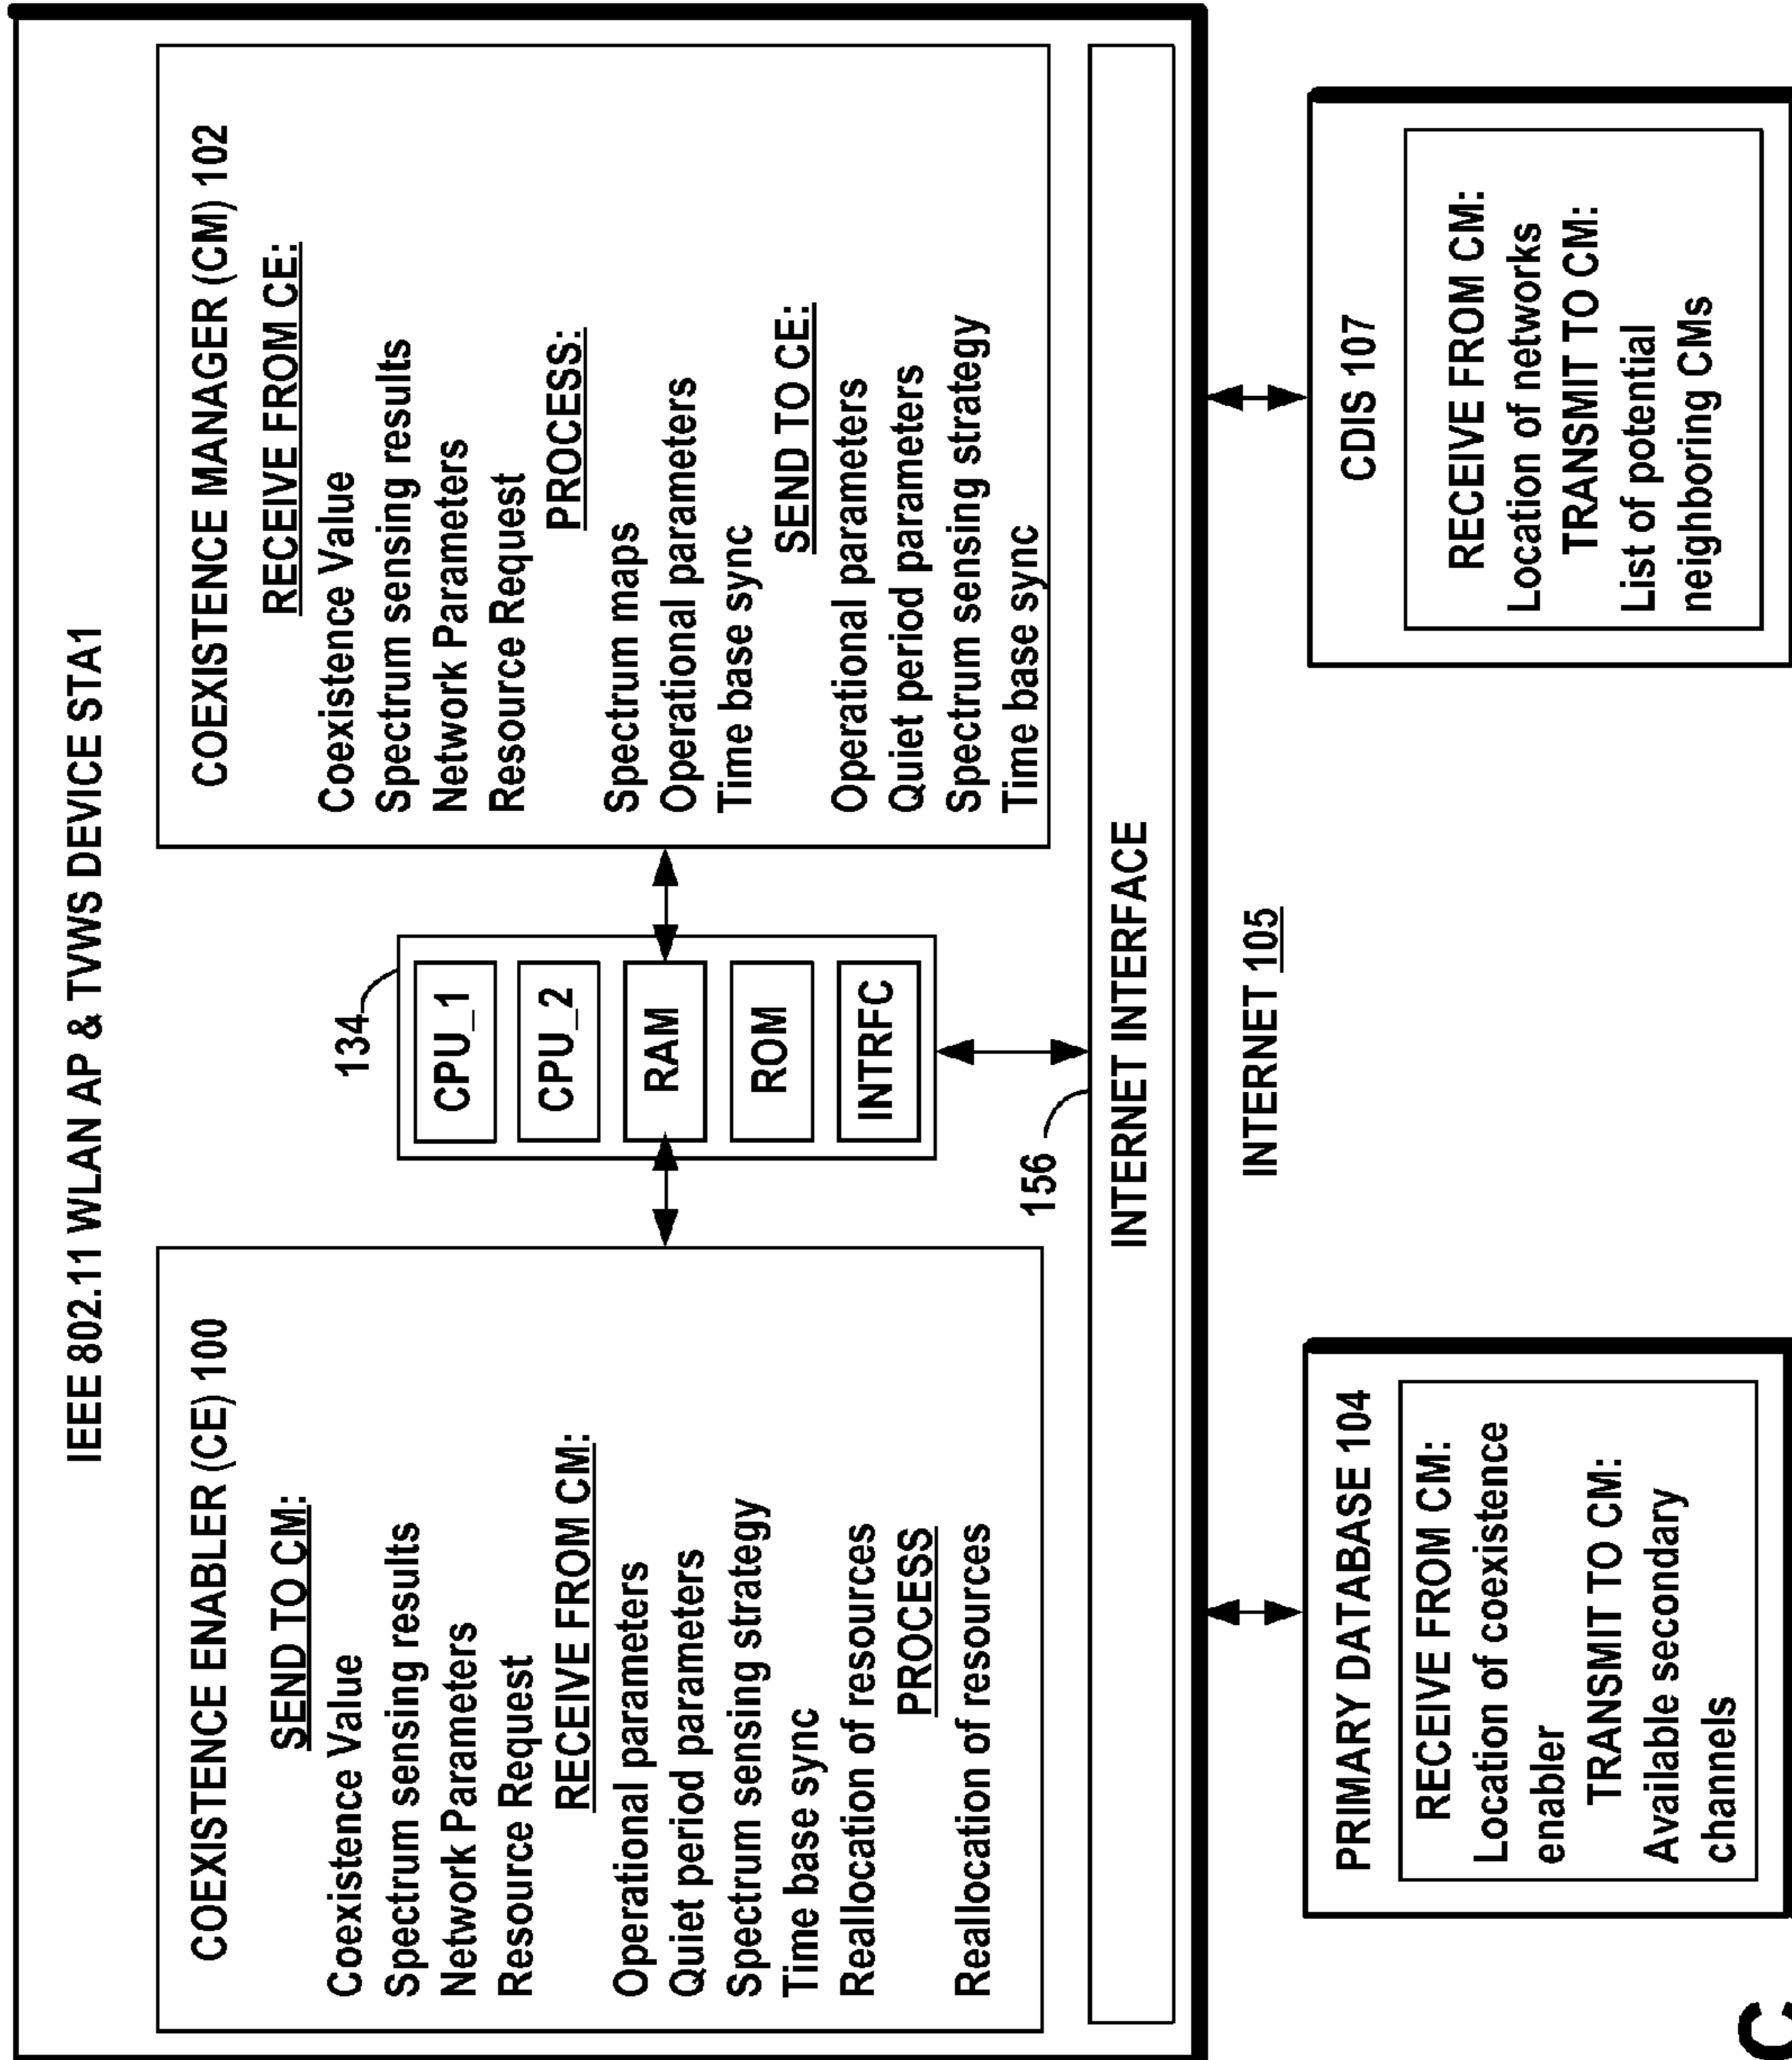 IEEE 802.11 WLAN AP & TVWS DEVICE STA1
COEXISTENCE ENABLER (CE) 100
SEND TO CM:
Coexistence Value
Spectrum sensing results
Network Parameters
Resource Request
RECEIVE FROM CM:
Operational parameters
Quiet period parameters
Spectrum sensing strategy
Time base sync
Reallocation of resources
PROCESS
Reallocation of resources
134
CPU_1
CPU_2
RAM
ROM
INTRFC
COEXISTENCE MANAGER (CM) 102
RECEIVE FROM CE:
Coexistence Value
Spectrum sensing results
Network Parameters
Resource Request
PROCESS:
Spectrum maps
Operational parameters
Time base sync
SEND TO CE:
Operational parameters
Quiet period parameters
Spectrum sensing strategy
Time base sync
156
INTERNET INTERFACE
INTERNET 105
PRIMARY DATABASE 104
RECEIVE FROM CM:
Location of coexistence
enabler
TRANSMIT TO CM:
Available secondary
channels
CDIS 107
RECEIVE FROM CM:
Location of networks
TRANSMIT TO CM:
List of potential
neighboring CMs